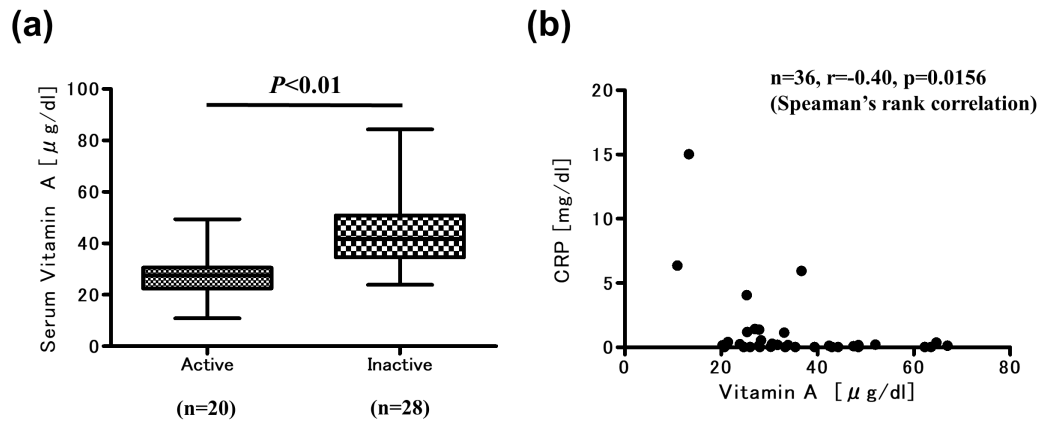 (a)
P<0.01
Serum Vitamin A [μg/dl]
100
80
60
40
20
0
Active
Inactive
(n=20)
(n=28)
(b)
n=36, r=-0.40, p=0.0156
(Speaman's rank correlation)
CRP [mg/dl]
20
15
10
5
0
0
20
40
60
80
Vitamin A [μg/dl]